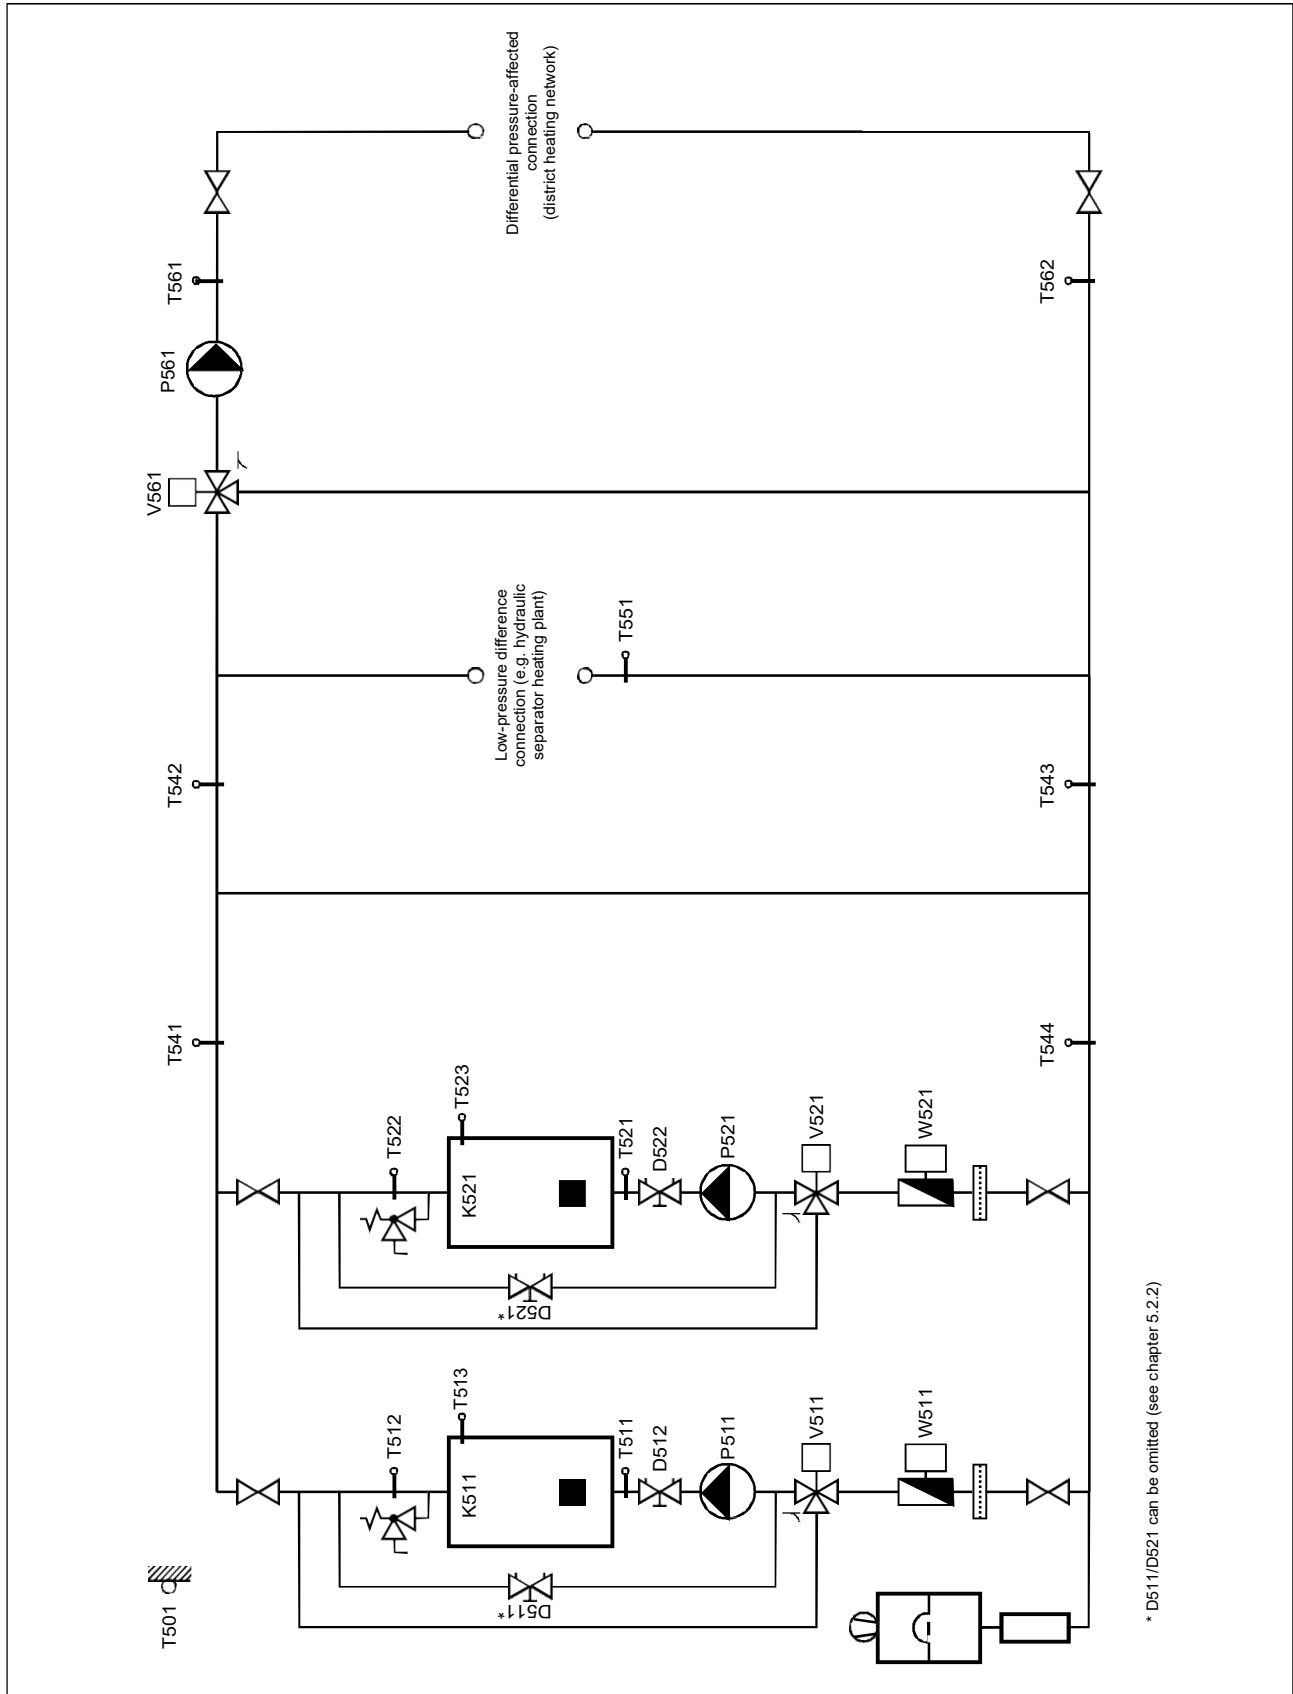 T501
T541
T542
V561
P561
T561
T512
T513
K511
T511
D512
P511
V511
W511
D511*
T522
T523
K521
T521
D522
P521
V521
W521
D521*
Low-pressure difference
connection (e.g. hydraulic
separator heating plant)
T551
Differential pressure-affected
connection
(district heating network)
T544
T543
T562
* D511/D521 can be omitted (see chapter 5.2.2)